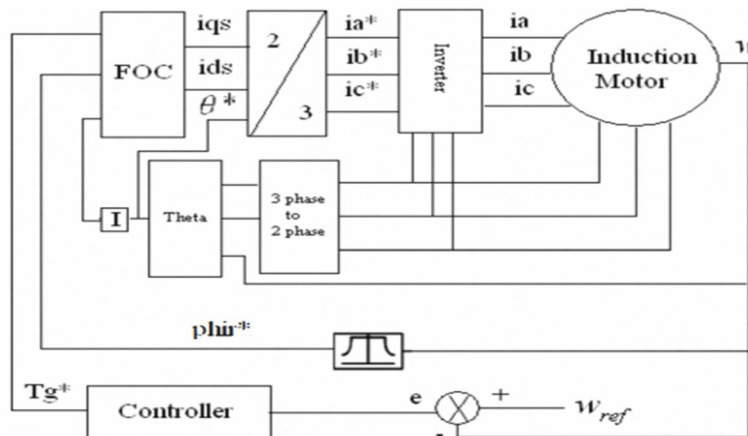 FOC
iqs
ids
θ*
2
3
ia*
ib*
ic*
Inverter
ia
ib
ic
Induction
Motor
w
I
Theta
3 phase
to
2 phase
phir*
Tg*
Controller
e
+
-
w_ref